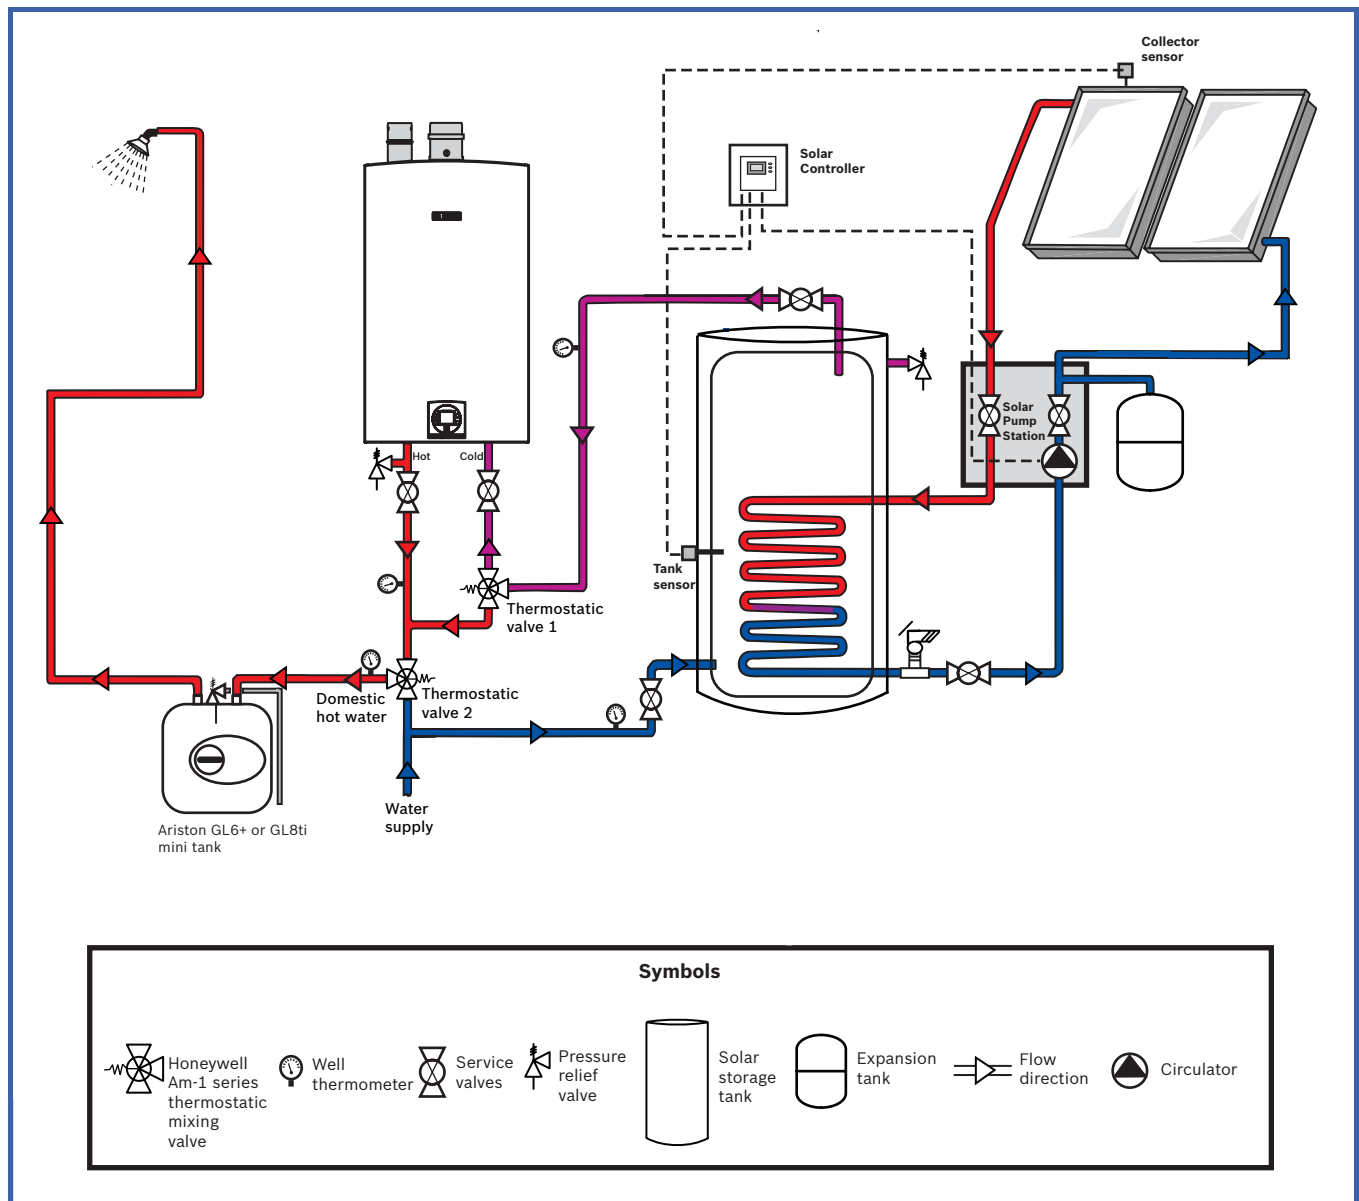 Collector
sensor
Solar
Controller
Solar
Pump
Station
Hot
Cold
Tank
sensor
Thermostatic
valve 1
Domestic
hot water
Thermostatic
valve 2
Water
supply
Ariston GL6+ or GL8ti
mini tank
Symbols
Honeywell
Am-1 series
thermostatic
mixing
valve
Well
thermometer
Service
valves
Pressure
relief
valve
Solar
storage
tank
Expansion
tank
Flow
direction
Circulator